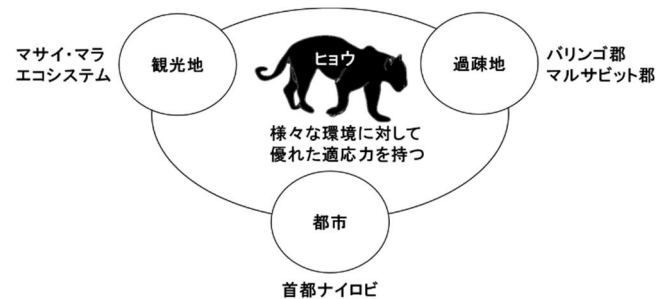 マサイ・マラ
エコシステム
観光地
ヒョウ
過疎地
バリンゴ郡
マルサビット郡
様々な環境に対して
優れた適応力を持つ
都市
首都ナイロビ